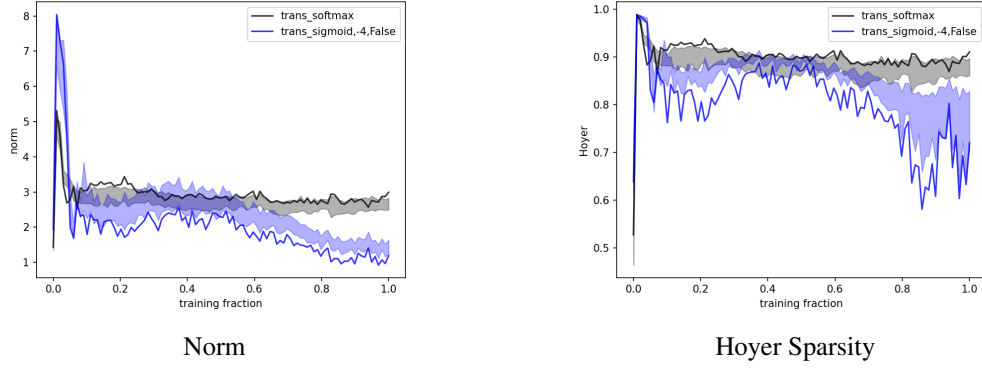 trans_softmax
trans_sigmoid,-4,False
norm
8
7
6
5
4
3
2
1
0.0 0.2 0.4 0.6 0.8 1.0
training fraction
Norm
trans_softmax
trans_sigmoid,-4,False
Hoyer
1.0
0.9
0.8
0.7
0.6
0.5
0.0 0.2 0.4 0.6 0.8 1.0
training fraction
Hoyer Sparsity